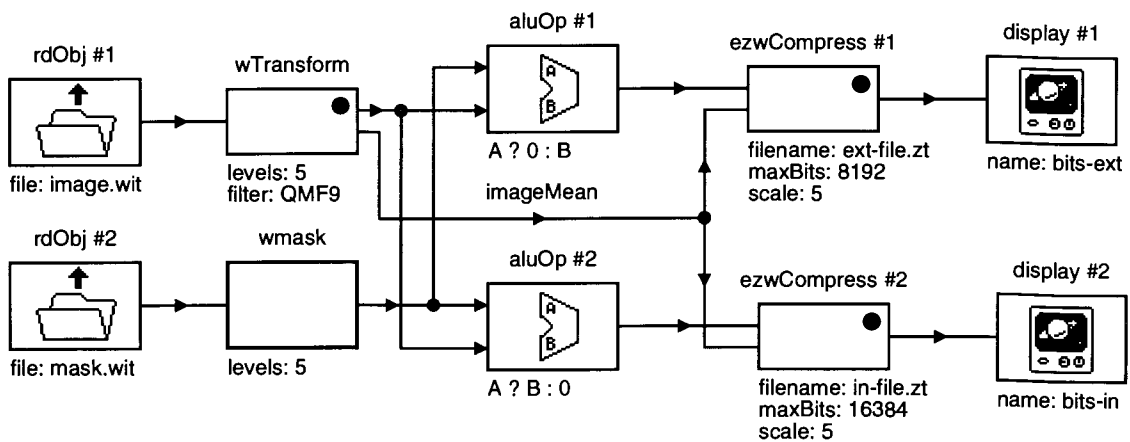 rdObj #1
file: image.wit
wTransform
levels: 5
filter: QMF9
aluOp #1
A
B
A ? 0 : B
ezwCompress #1
filename: ext-file.zt
maxBits: 8192
scale: 5
display #1
name: bits-ext
imageMean
rdObj #2
file: mask.wit
wmask
levels: 5
aluOp #2
A
B
A ? B : 0
ezwCompress #2
filename: in-file.zt
maxBits: 16384
scale: 5
display #2
name: bits-in